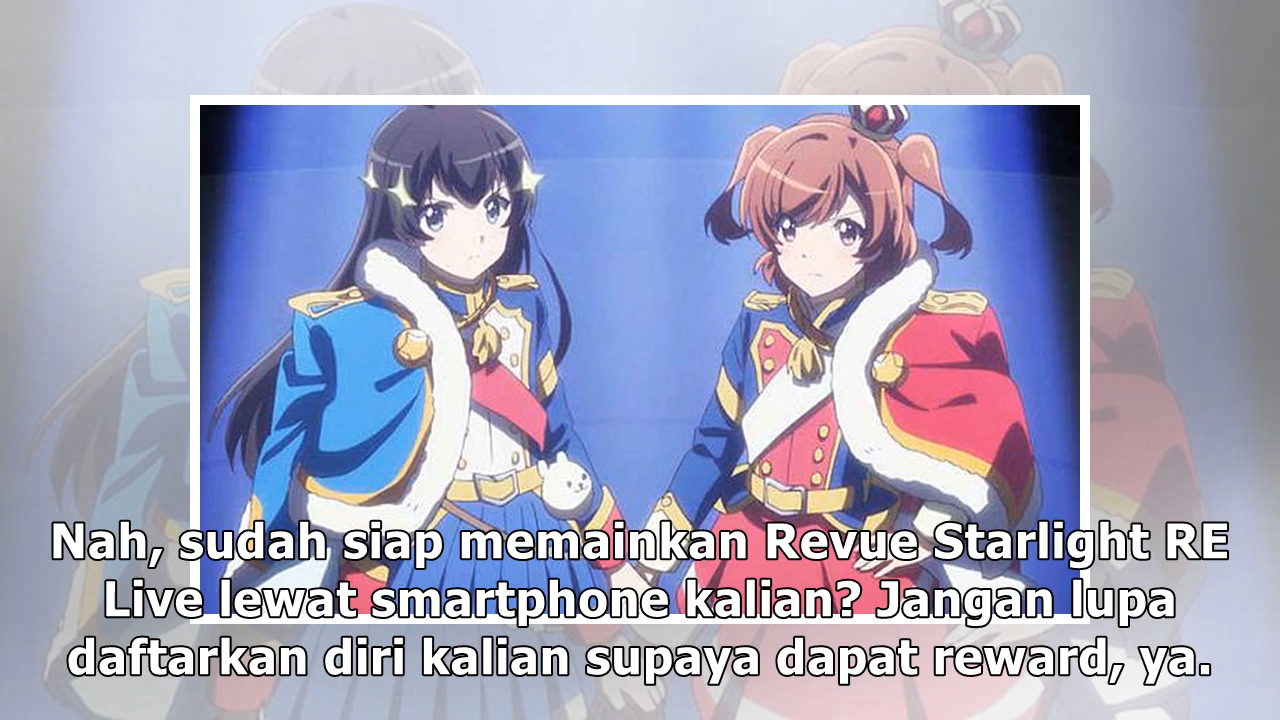 Nah, sudah siap memainkan Revue Starlight RE
Live lewat smartphone kalian? Jangan lupa
daftarkan diri kalian supaya dapat reward, ya.